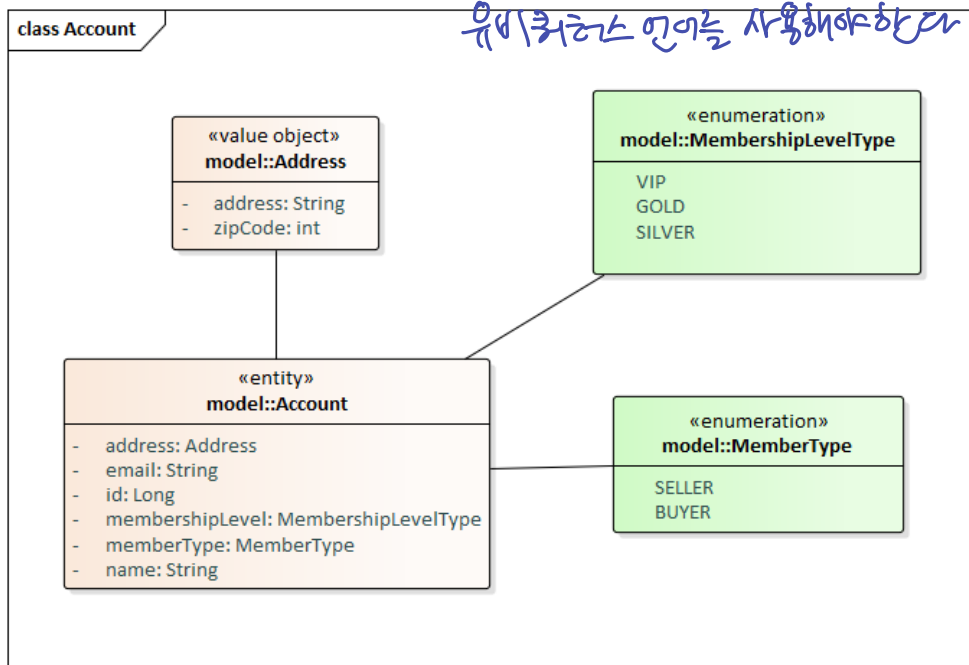 class Account
유비쿼터스 언어를 사용해야한다
«value object»
model::Address
- address: String
- zipCode: int
«enumeration»
model::MembershipLevelType
VIP
GOLD
SILVER
«entity»
model::Account
- address: Address
- email: String
- id: Long
- membershipLevel: MembershipLevelType
- memberType: MemberType
- name: String
«enumeration»
model::MemberType
SELLER
BUYER